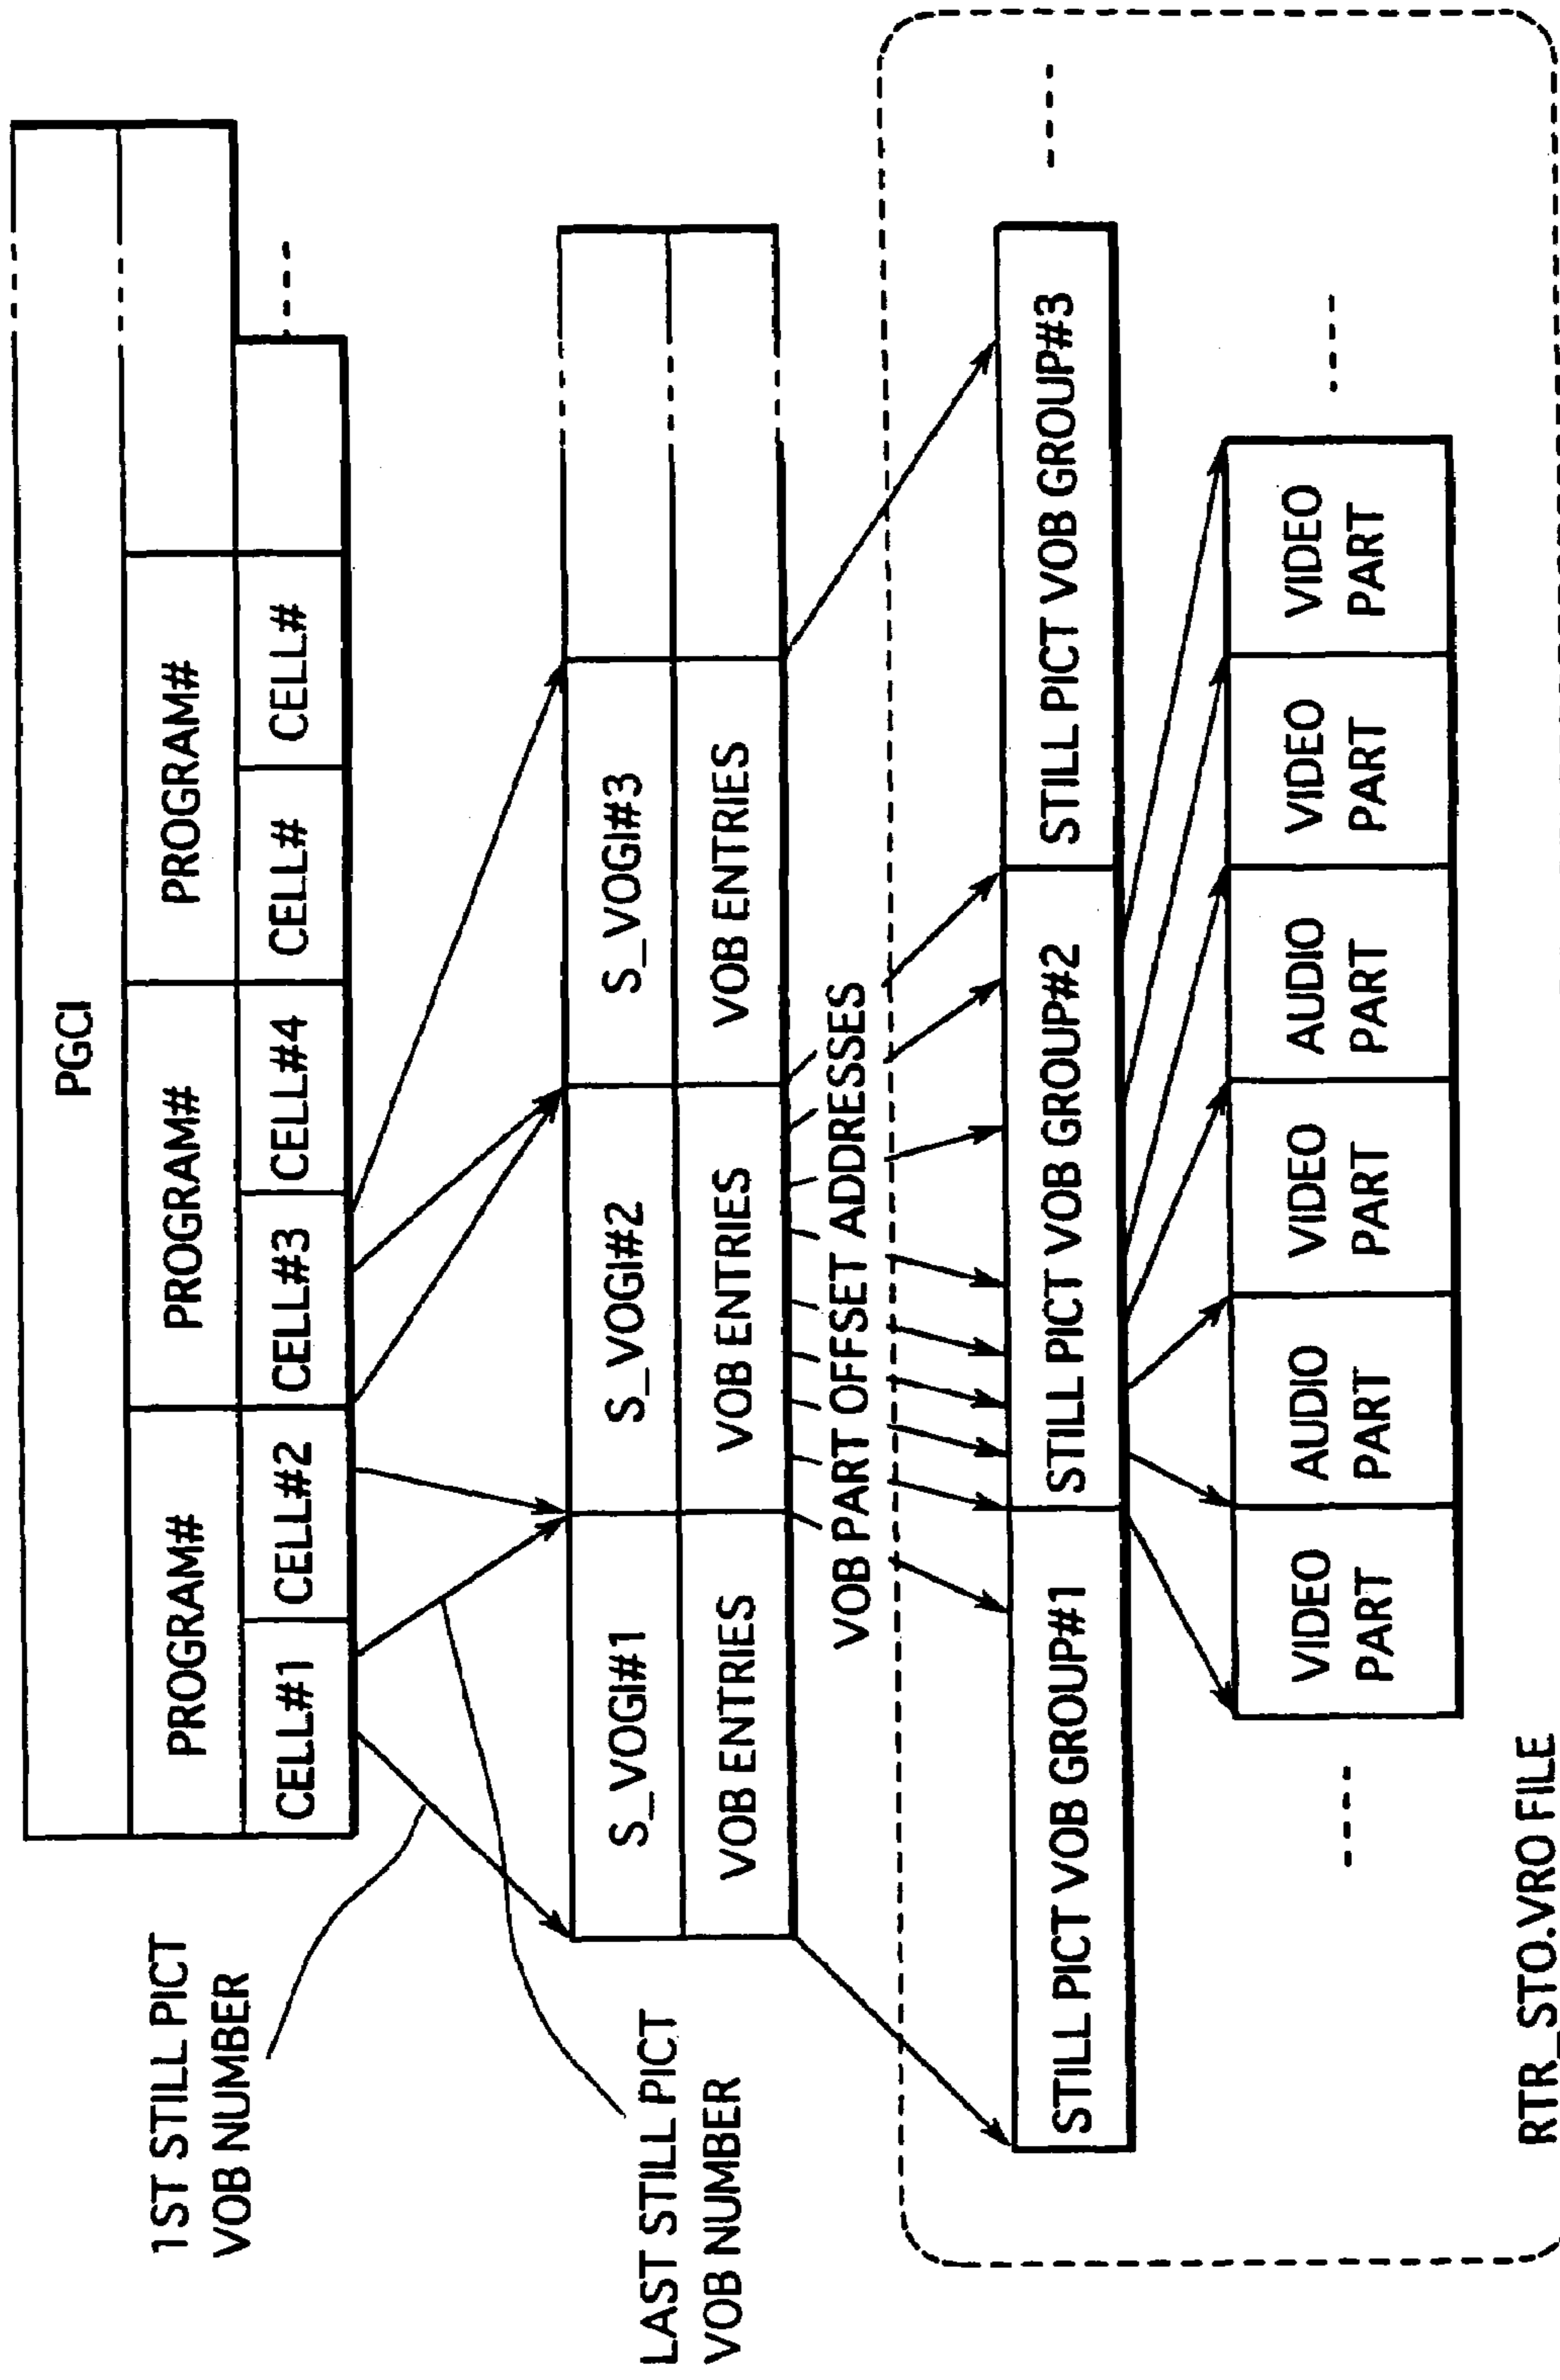 PGCI
PROGRAM# PROGRAM# PROGRAM#
CELL#1 CELL#2 CELL#3 CELL#4 CELL# CELL#
1ST STILL PICT
VOB NUMBER
S_VOGI#1 S_VOGI#2 S_VOGI#3
VOB ENTRIES VOB ENTRIES VOB ENTRIES
LAST STILL PICT
VOB NUMBER
VOB PART OFFSET ADDRESSES
STILL PICT VOB GROUP#1 STILL PICT VOB GROUP#2 STILL PICT VOB GROUP#3
VIDEO AUDIO VIDEO AUDIO VIDEO VIDEO
PART PART PART PART PART PART
RTR_STO.VRO FILE